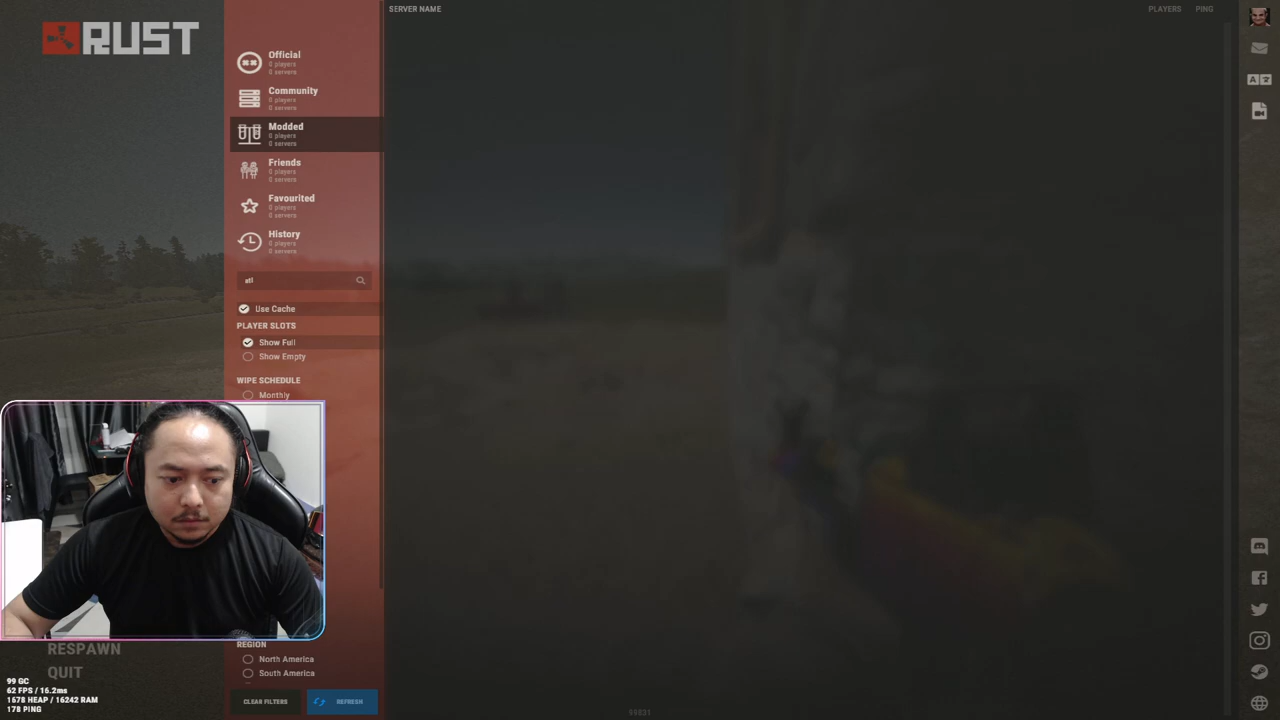 RUST
SERVER NAME
PLAYERS
PING
Official
0 players
0 servers
Community
0 players
0 servers
Modded
0 players
0 servers
Friends
0 players
0 servers
Favourited
0 players
0 servers
History
0 players
0 servers
Use Cache
PLAYER SLOTS
Show Full
Show Empty
WIPE SCHEDULE
Monthly
REGION
North America
South America
CLEAR FILTERS
REFRESH
RESPAWN
QUIT
99 GC
62 FPS / 16.2ms
1678 HEAP / 16242 RAM
178 PING